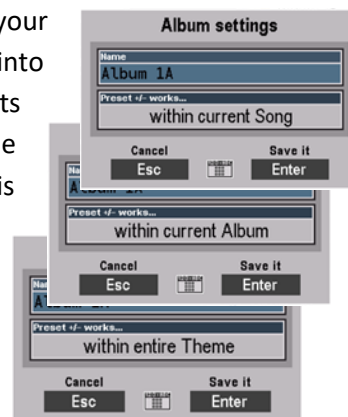 your
into
ts
e
is
Album settings
Name
Album 1A
Preset +/- works...
within current Song
Cancel
Save it
Esc
Enter
Preset +/- works...
within current Album
Cancel
Save it
Esc
Enter
Preset +/- works...
within entire Theme
Cancel
Save it
Esc
Enter